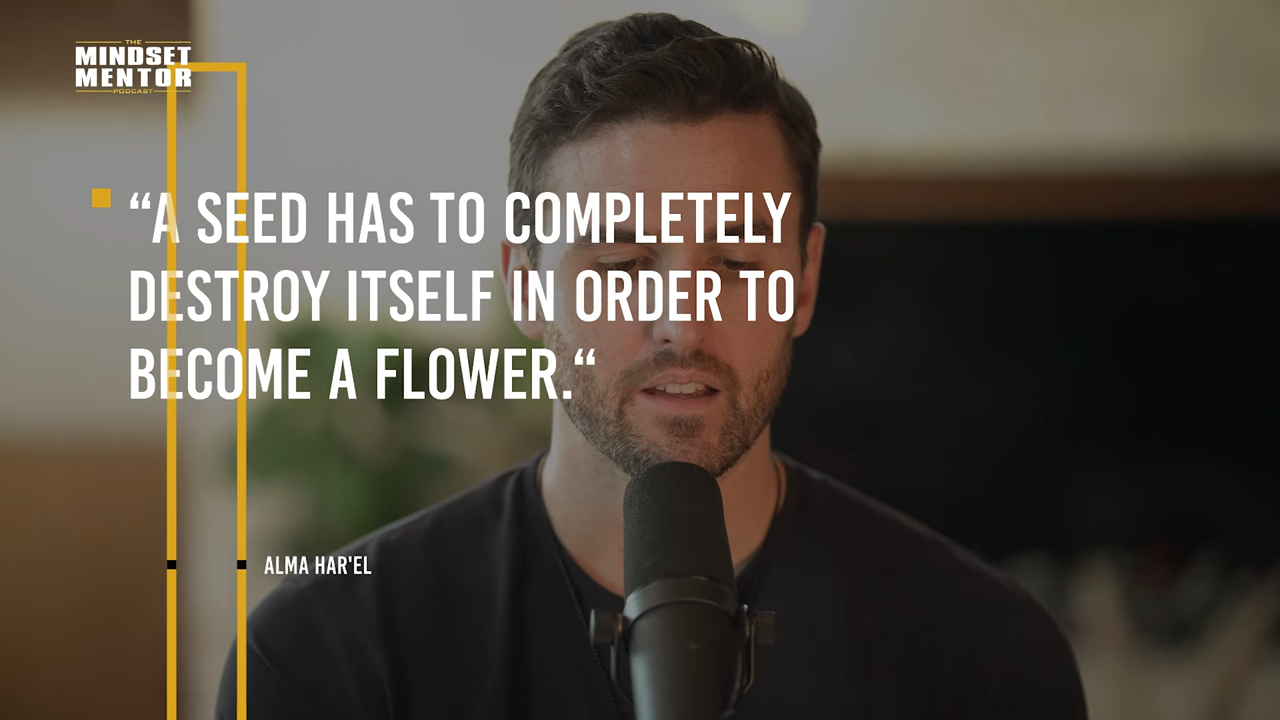 THE
MINDSET
MENTOR
PODCAST
“A SEED HAS TO COMPLETELY
DESTROY ITSELF IN ORDER TO
BECOME A FLOWER.“
ALMA HAR'EL